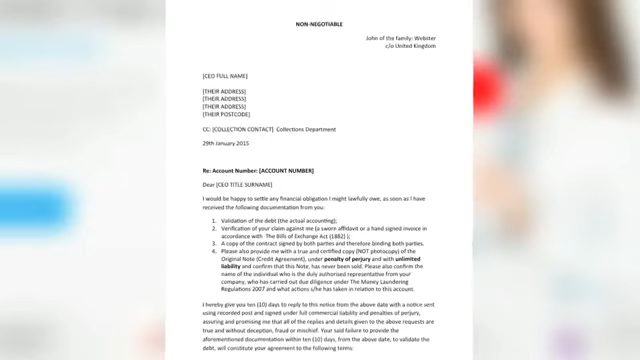 NON-NEGOTIABLE
John of the family: Webster
c/o United Kingdom
[CEO FULL NAME]
[THEIR ADDRESS]
[THEIR ADDRESS]
[THEIR ADDRESS]
[THEIR POSTCODE]
CC: [COLLECTION CONTACT] Collections Department
29th January 2015
Re: Account Number: [ACCOUNT NUMBER]
Dear [CEO TITLE SURNAME]
I would be happy to settle any financial obligation I might lawfully owe, as soon as I have
received the following documentation from you:
1. Validation of the debt (the actual accounting);
2. Verification of your claim against me (a sworn affidavit or a hand signed invoice in
accordance with The Bills of Exchange Act (1882) );
3. A copy of the contract signed by both parties and therefore binding both parties.
4. Please also provide me with a true and certified copy (NOT photocopy) of the
Original Note (Credit Agreement), under penalty of perjury and with unlimited
liability and confirm that this Note, has never been sold. Please also confirm the
name of the individual who is the duly authorised representative from your
company, who has carried out due diligence under The Money Laundering
Regulations 2007 and what actions s/he has taken in relation to this account.
I hereby give you ten (10) days to reply to this notice from the above date with a notice sent
using recorded post and signed under full commercial liability and penalties of perjury,
assuring and promising me that all of the replies and details given to the above requests are
true and without deception, fraud or mischief. Your said failure to provide the
aforementioned documentation within ten (10) days, from the above date, to validate the
debt, will constitute your agreement to the following terms: